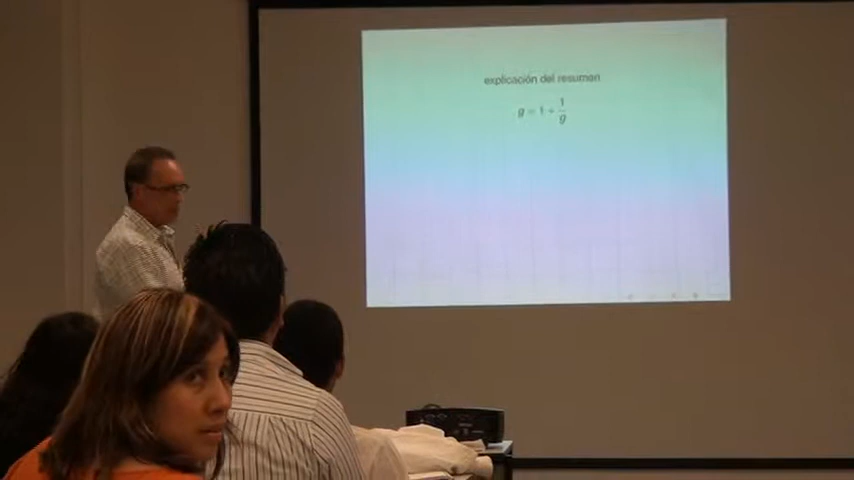 explicación del resumen
g = 1 + 1/g